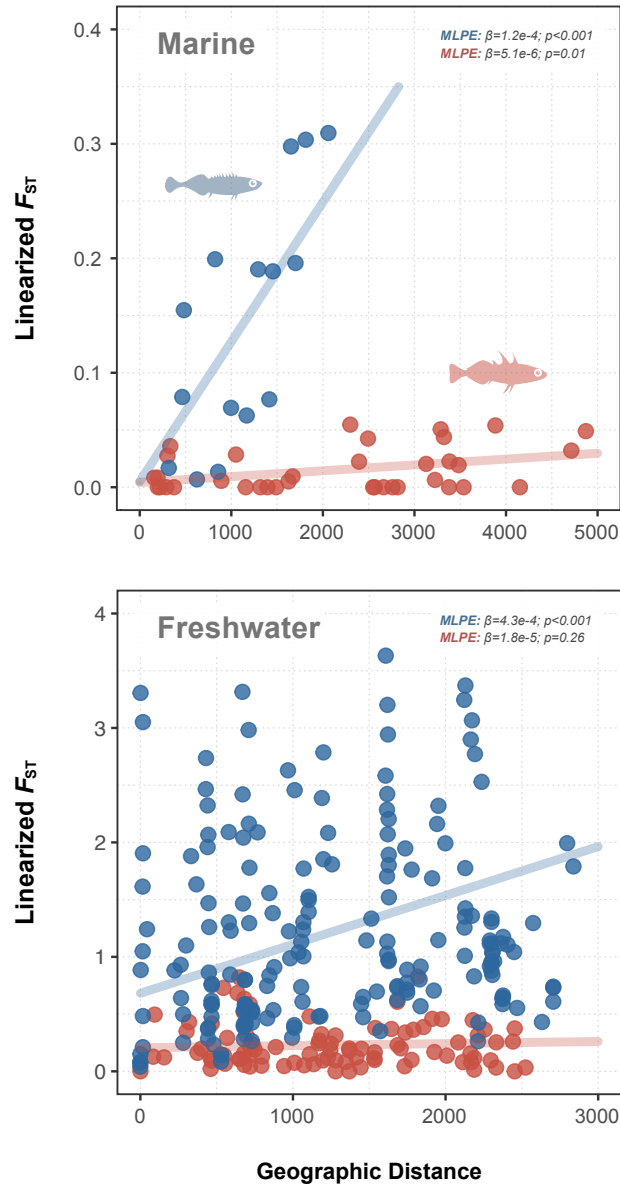 Marine
MLPE: β=1.2e-4; p<0.001
MLPE: β=5.1e-6; p=0.01
0.4
0.3
0.2
0.1
0.0
Linearized FST
0 1000 2000 3000 4000 5000
Freshwater
MLPE: β=4.3e-4; p<0.001
MLPE: β=1.8e-5; p=0.26
4
3
2
1
0
Linearized FST
0 1000 2000 3000
Geographic Distance